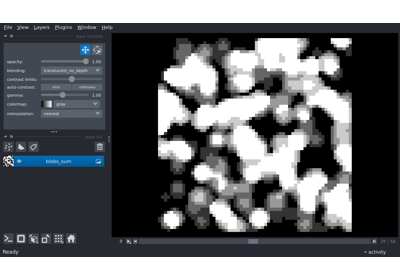 File View Layers Plugins Window Help
opacity: 1.00
blending: translucent_no_depth
contrast limits:
auto-contrast: once continuous
gamma: 1.00
colormap: gray
interpolation: nearest
blobs_sum
Ready
activity